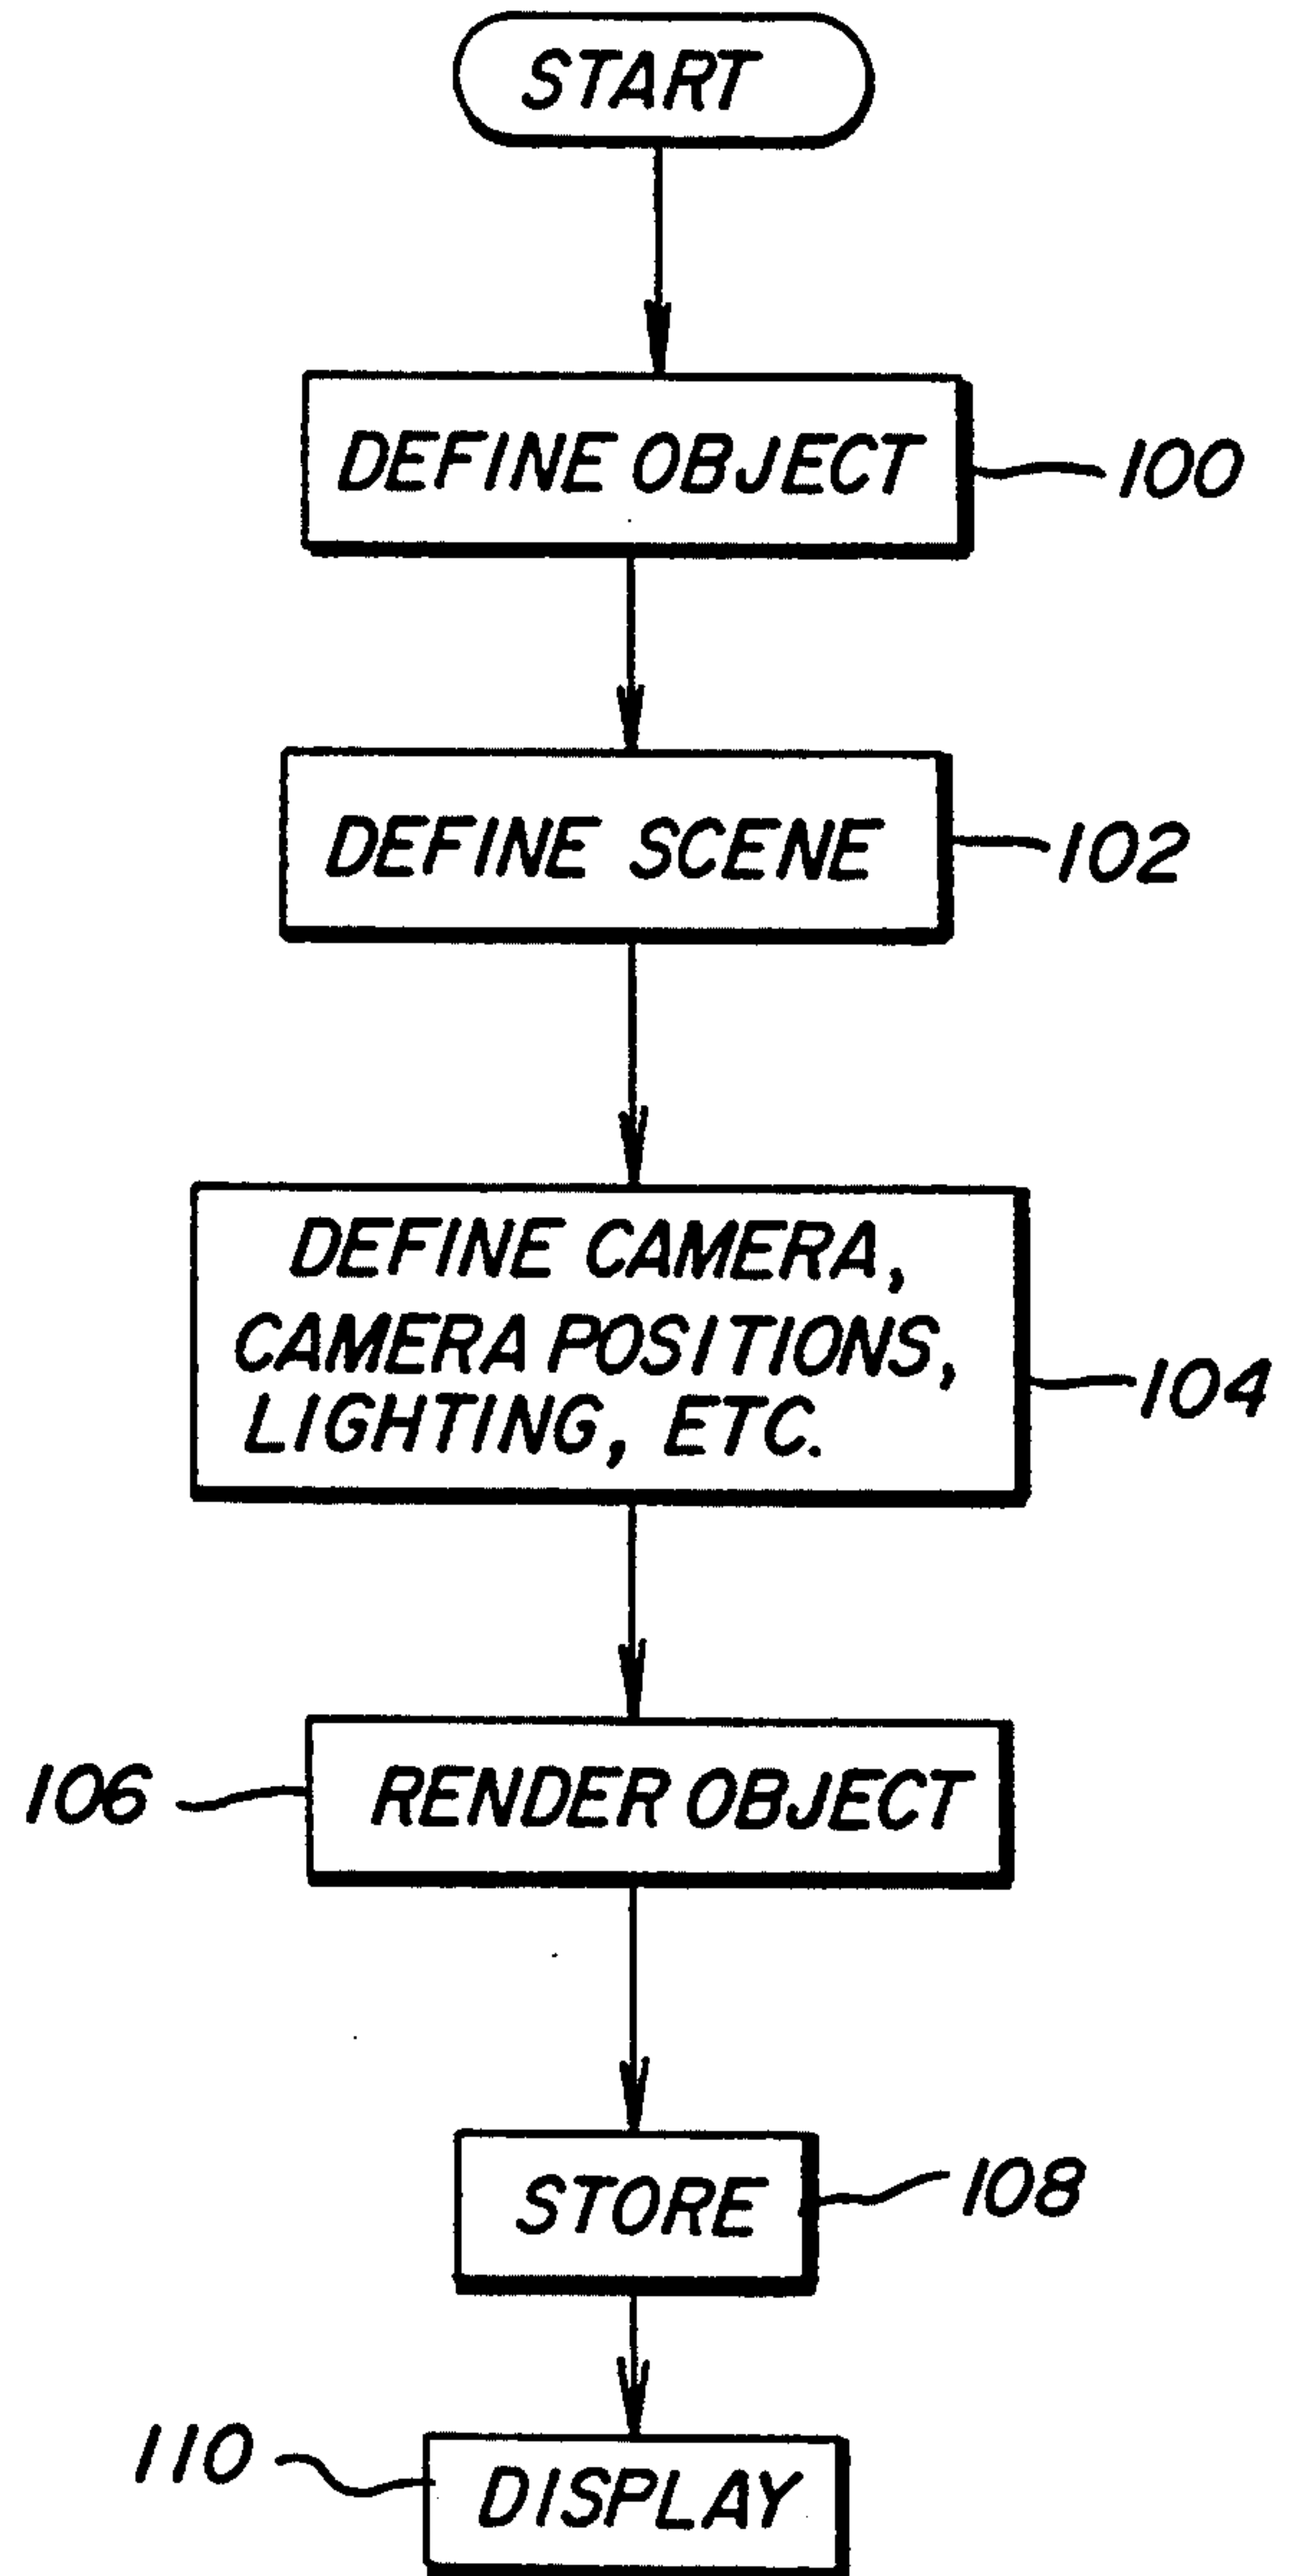 START
DEFINE OBJECT
100
DEFINE SCENE
102
DEFINE CAMERA,
CAMERA POSITIONS,
LIGHTING, ETC.
104
106
RENDER OBJECT
STORE
108
110
DISPLAY